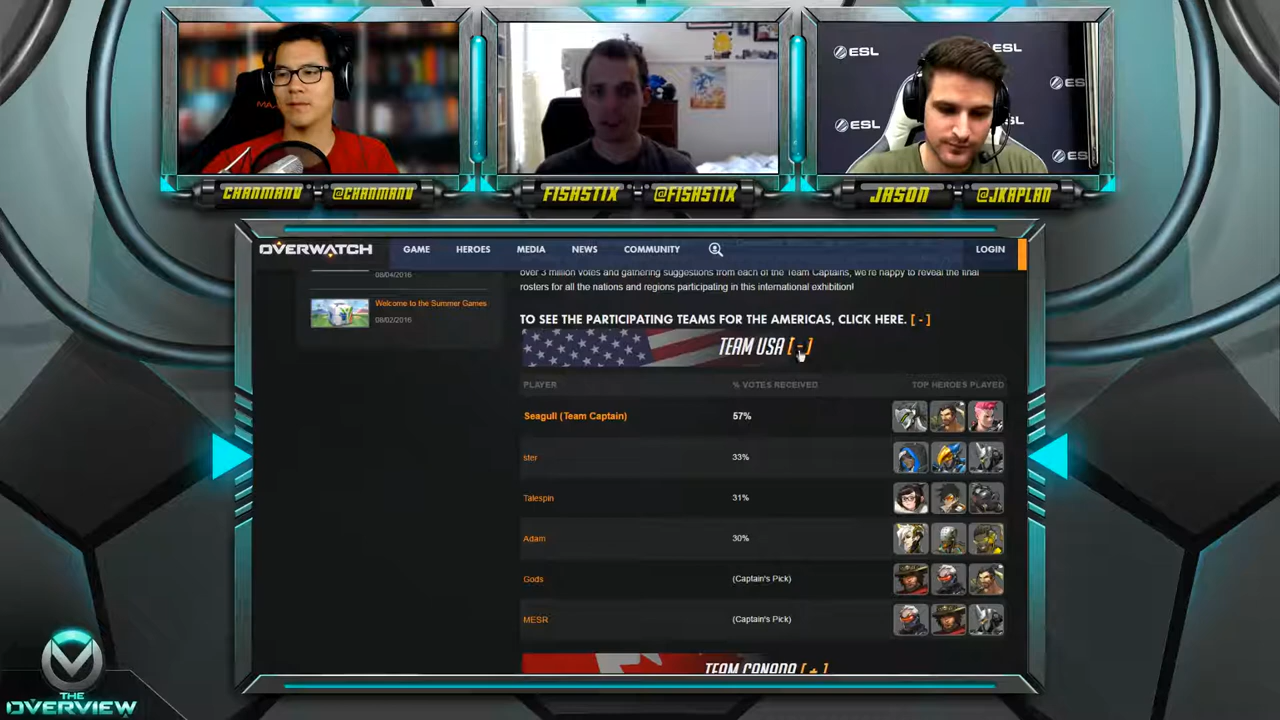 ESL
ESL
ESL
ESL
ESL
ESL
CHANMANV
@CHANMANV
FISHSTIX
@FISHSTIX
JASON
@JKAPLAN
OVERWATCH
GAME
HEROES
MEDIA
NEWS
COMMUNITY
LOGIN
08/04/2016
Welcome to the Summer Games
08/02/2016
over 3 million votes and gathering suggestions from each of the Team Captains, we're happy to reveal the final
rosters for all the nations and regions participating in this international exhibition!
TO SEE THE PARTICIPATING TEAMS FOR THE AMERICAS, CLICK HERE. [ - ]
TEAM USA [ - ]
PLAYER % VOTES RECEIVED TOP HEROES PLAYED
Seagull (Team Captain) 57%
ster 33%
Talespin 31%
Adam 30%
Gods (Captain's Pick)
MESR (Captain's Pick)
TEAM CANADA [ + ]
THE
OVERVIEW